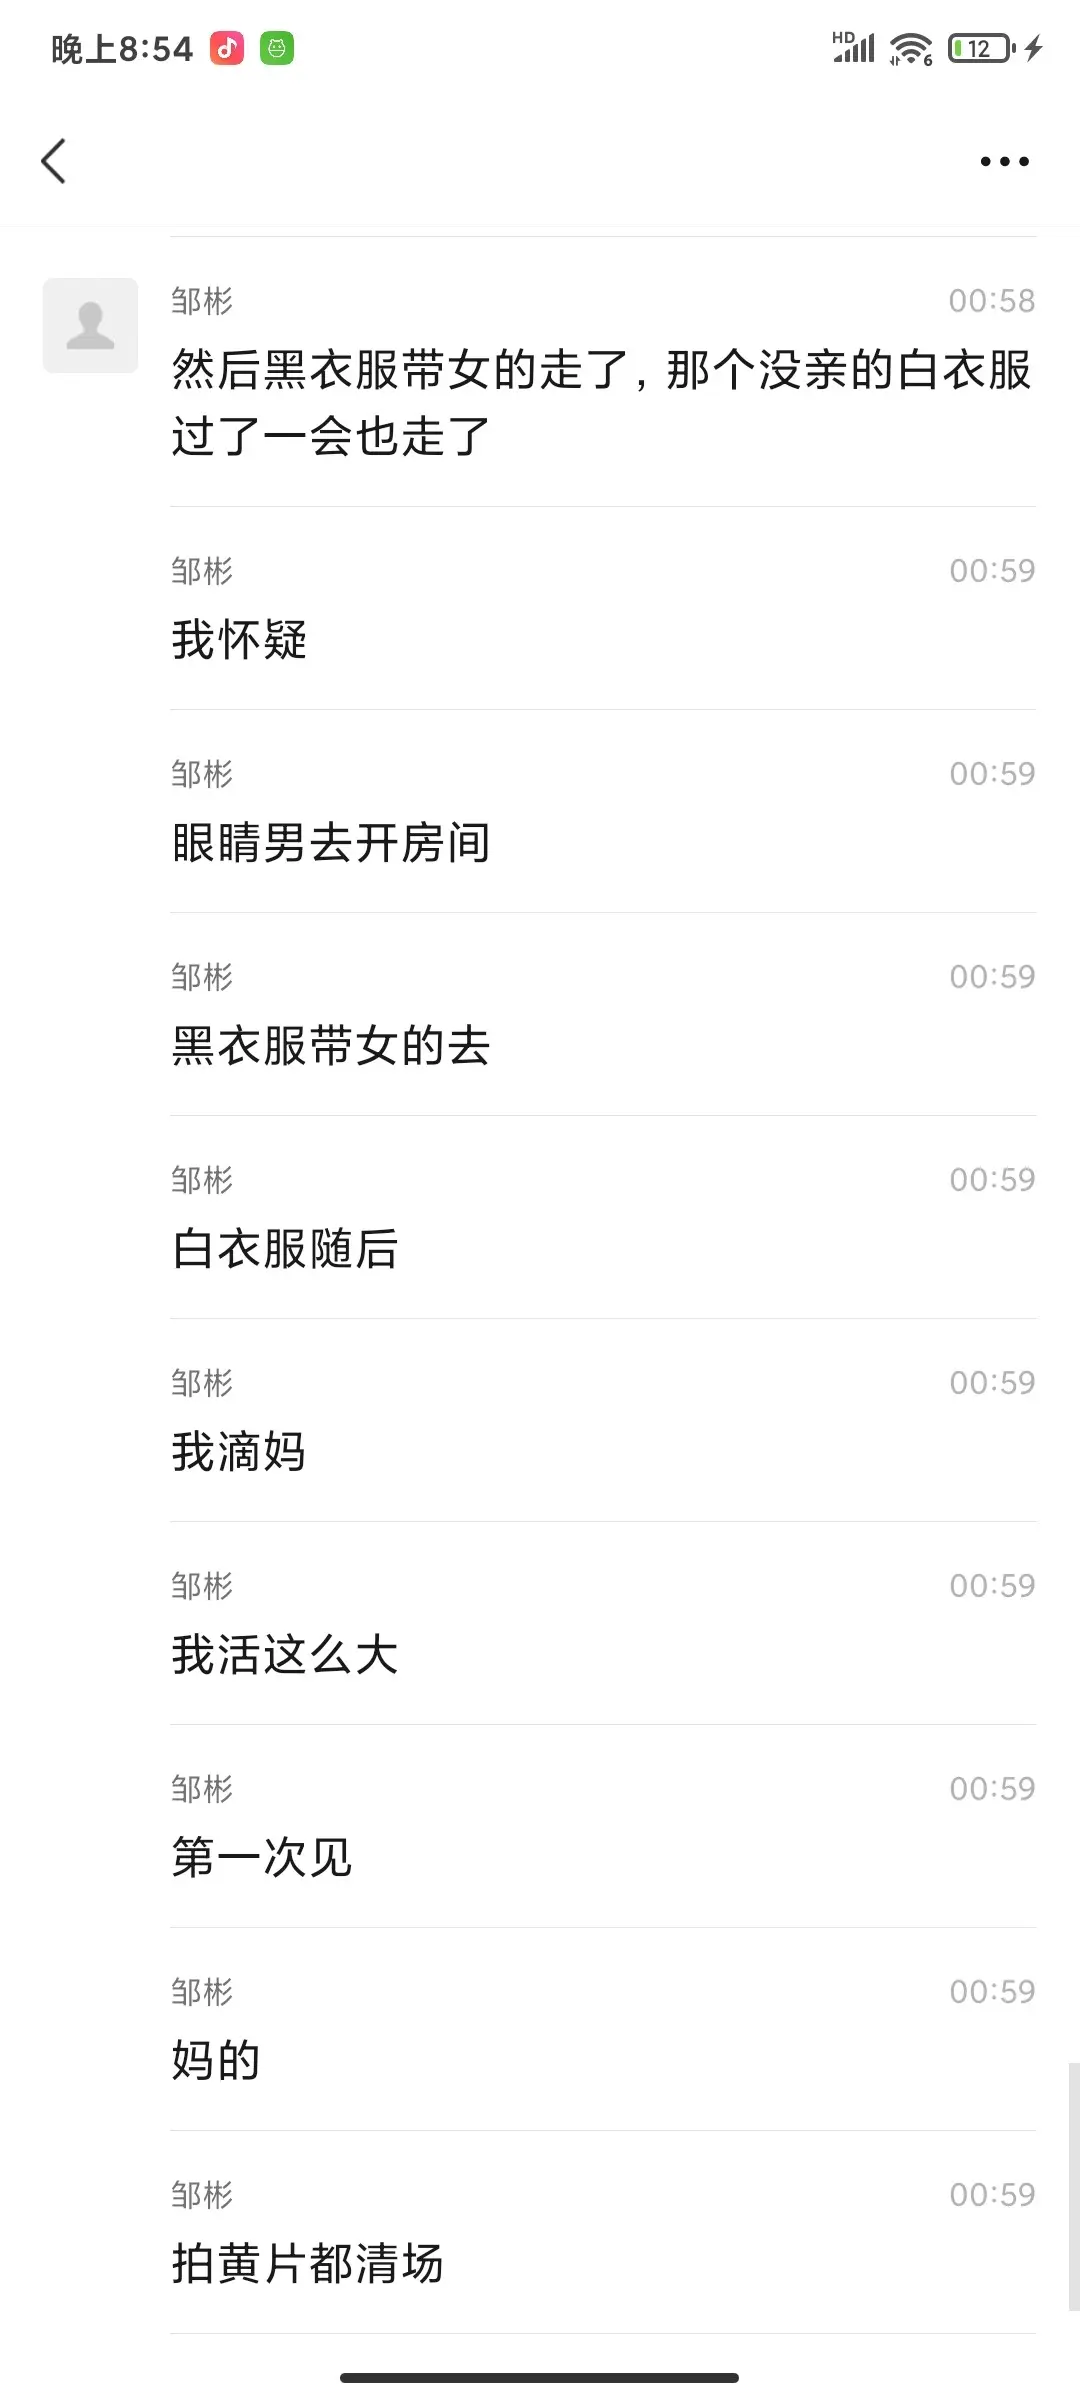 晚上8:54
HD
6
12
邹彬
00:58
然后黑衣服带女的走了，那个没亲的白衣服
过了一会也走了
邹彬
00:59
我怀疑
邹彬
00:59
眼睛男去开房间
邹彬
00:59
黑衣服带女的去
邹彬
00:59
白衣服随后
邹彬
00:59
我滴妈
邹彬
00:59
我活这么大
邹彬
00:59
第一次见
邹彬
00:59
妈的
邹彬
00:59
拍黄片都清场